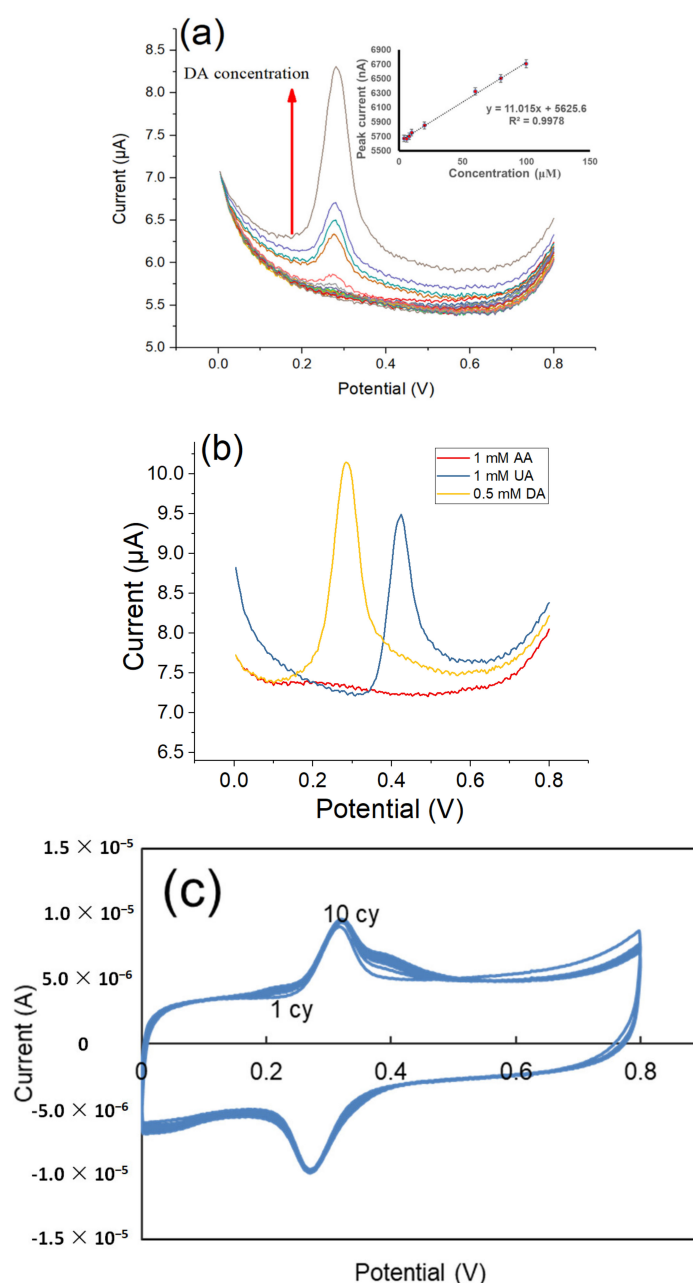 (a)
DA concentration
Current (μA)
8.5
8.0
7.5
7.0
6.5
6.0
5.5
5.0
0.0 0.2 0.4 0.6 0.8
Potential (V)
Peak current (nA)
6900
6700
6500
6300
6100
5900
5700
5500
y = 11.015x + 5625.6
R² = 0.9978
0 50 100 150
Concentration (μM)
(b)
1 mM AA
1 mM UA
0.5 mM DA
Current (μA)
10.0
9.5
9.0
8.5
8.0
7.5
7.0
6.5
0.0 0.2 0.4 0.6 0.8
Potential (V)
(c)
Current (A)
1.5 × 10⁻⁵
1.0 × 10⁻⁵
5.0 × 10⁻⁶
0
-5.0 × 10⁻⁶
-1.0 × 10⁻⁵
-1.5 × 10⁻⁵
10 cy
1 cy
0 0.2 0.4 0.6 0.8
Potential (V)